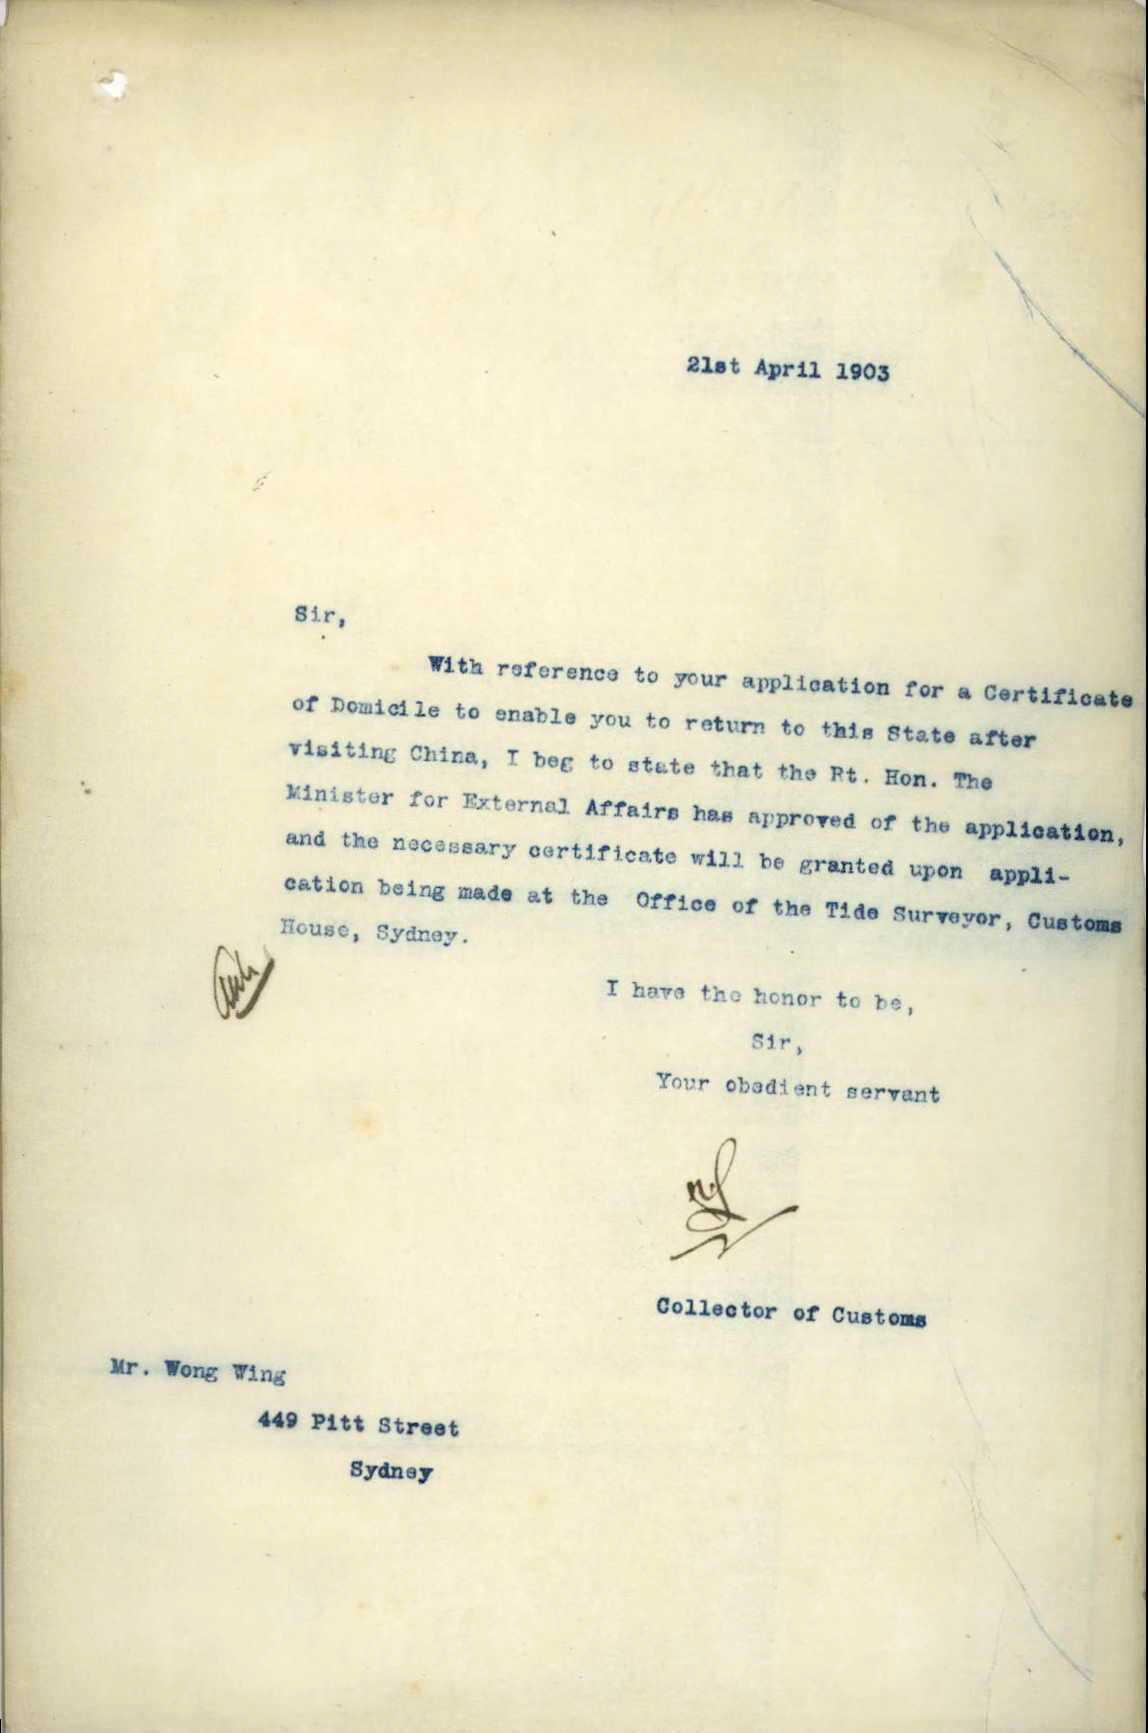 21st April 1903
Sir,
With reference to your application for a Certificate
of Domicile to enable you to return to this State after
visiting China, I beg to state that the Rt. Hon. The
Minister for External Affairs has approved of the application,
and the necessary certificate will be granted upon appli-
cation being made at the Office of the Tide Surveyor, Customs
House, Sydney.
I have the honor to be,
Sir,
Your obedient servant
Collector of Customs
Mr. Wong Wing
449 Pitt Street
Sydney